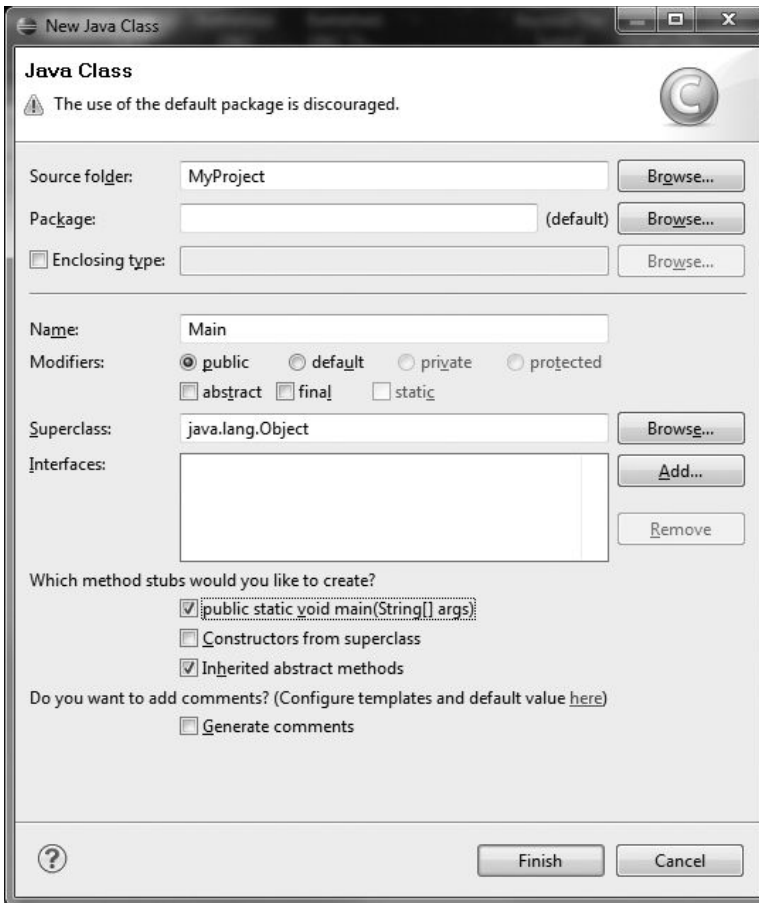 New Java Class
Java Class
The use of the default package is discouraged.
Source folder: MyProject Browse...
Package: (default) Browse...
Enclosing type: Browse...
Name: Main
Modifiers: public default private protected
abstract final static
Superclass: java.lang.Object Browse...
Interfaces: Add...
Remove
Which method stubs would you like to create?
public static void main(String[] args)
Constructors from superclass
Inherited abstract methods
Do you want to add comments? (Configure templates and default value here)
Generate comments
? Finish Cancel